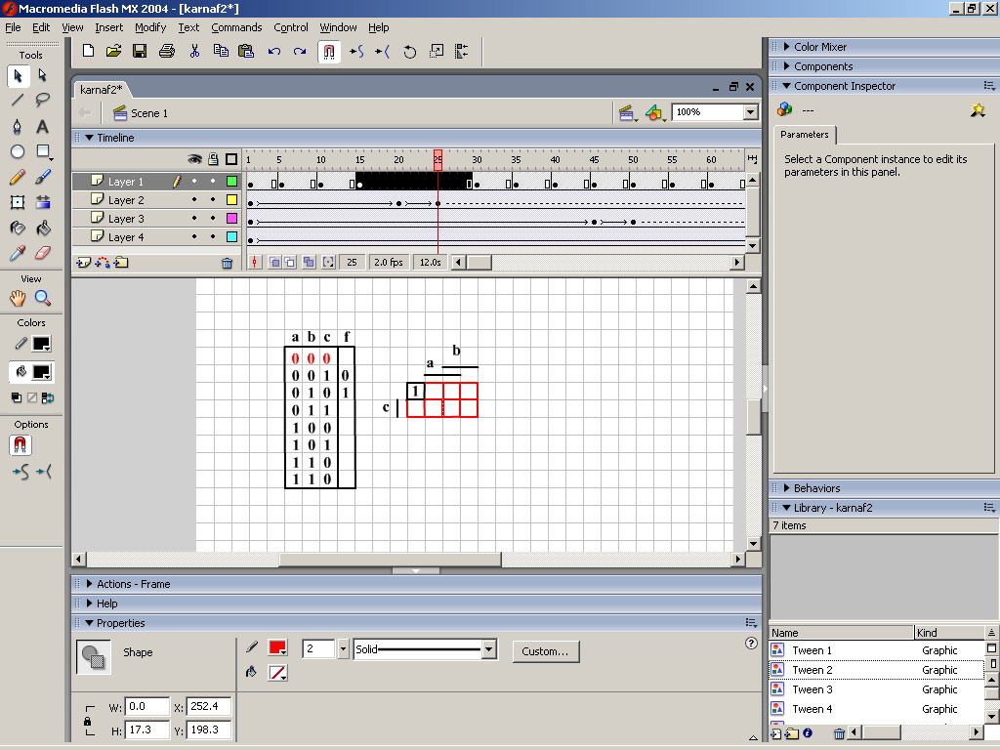 Macromedia Flash MX 2004 - [karnaf2*]
File Edit View Insert Modify Text Commands Control Window Help
Tools
View
Colors
Options
karnaf2*
Scene 1
100%
Timeline
1 5 10 15 20 25 30 35 40 45 50 55 60
Layer 1
Layer 2
Layer 3
Layer 4
25 2.0 fps 12.0s
a b c f
0 0 0
0 0 1 0
0 1 0 1
0 1 1
1 0 0
1 0 1
1 1 0
1 1 0
b
a
1
c
Actions - Frame
Help
Properties
Shape
2 Solid Custom...
W: 0.0 X: 252.4
H: 17.3 Y: 198.3
Color Mixer
Components
Component Inspector
---
Parameters
Select a Component instance to edit its
parameters in this panel.
Behaviors
Library - karnaf2
7 items
Name Kind
Tween 1 Graphic
Tween 2 Graphic
Tween 3 Graphic
Tween 4 Graphic